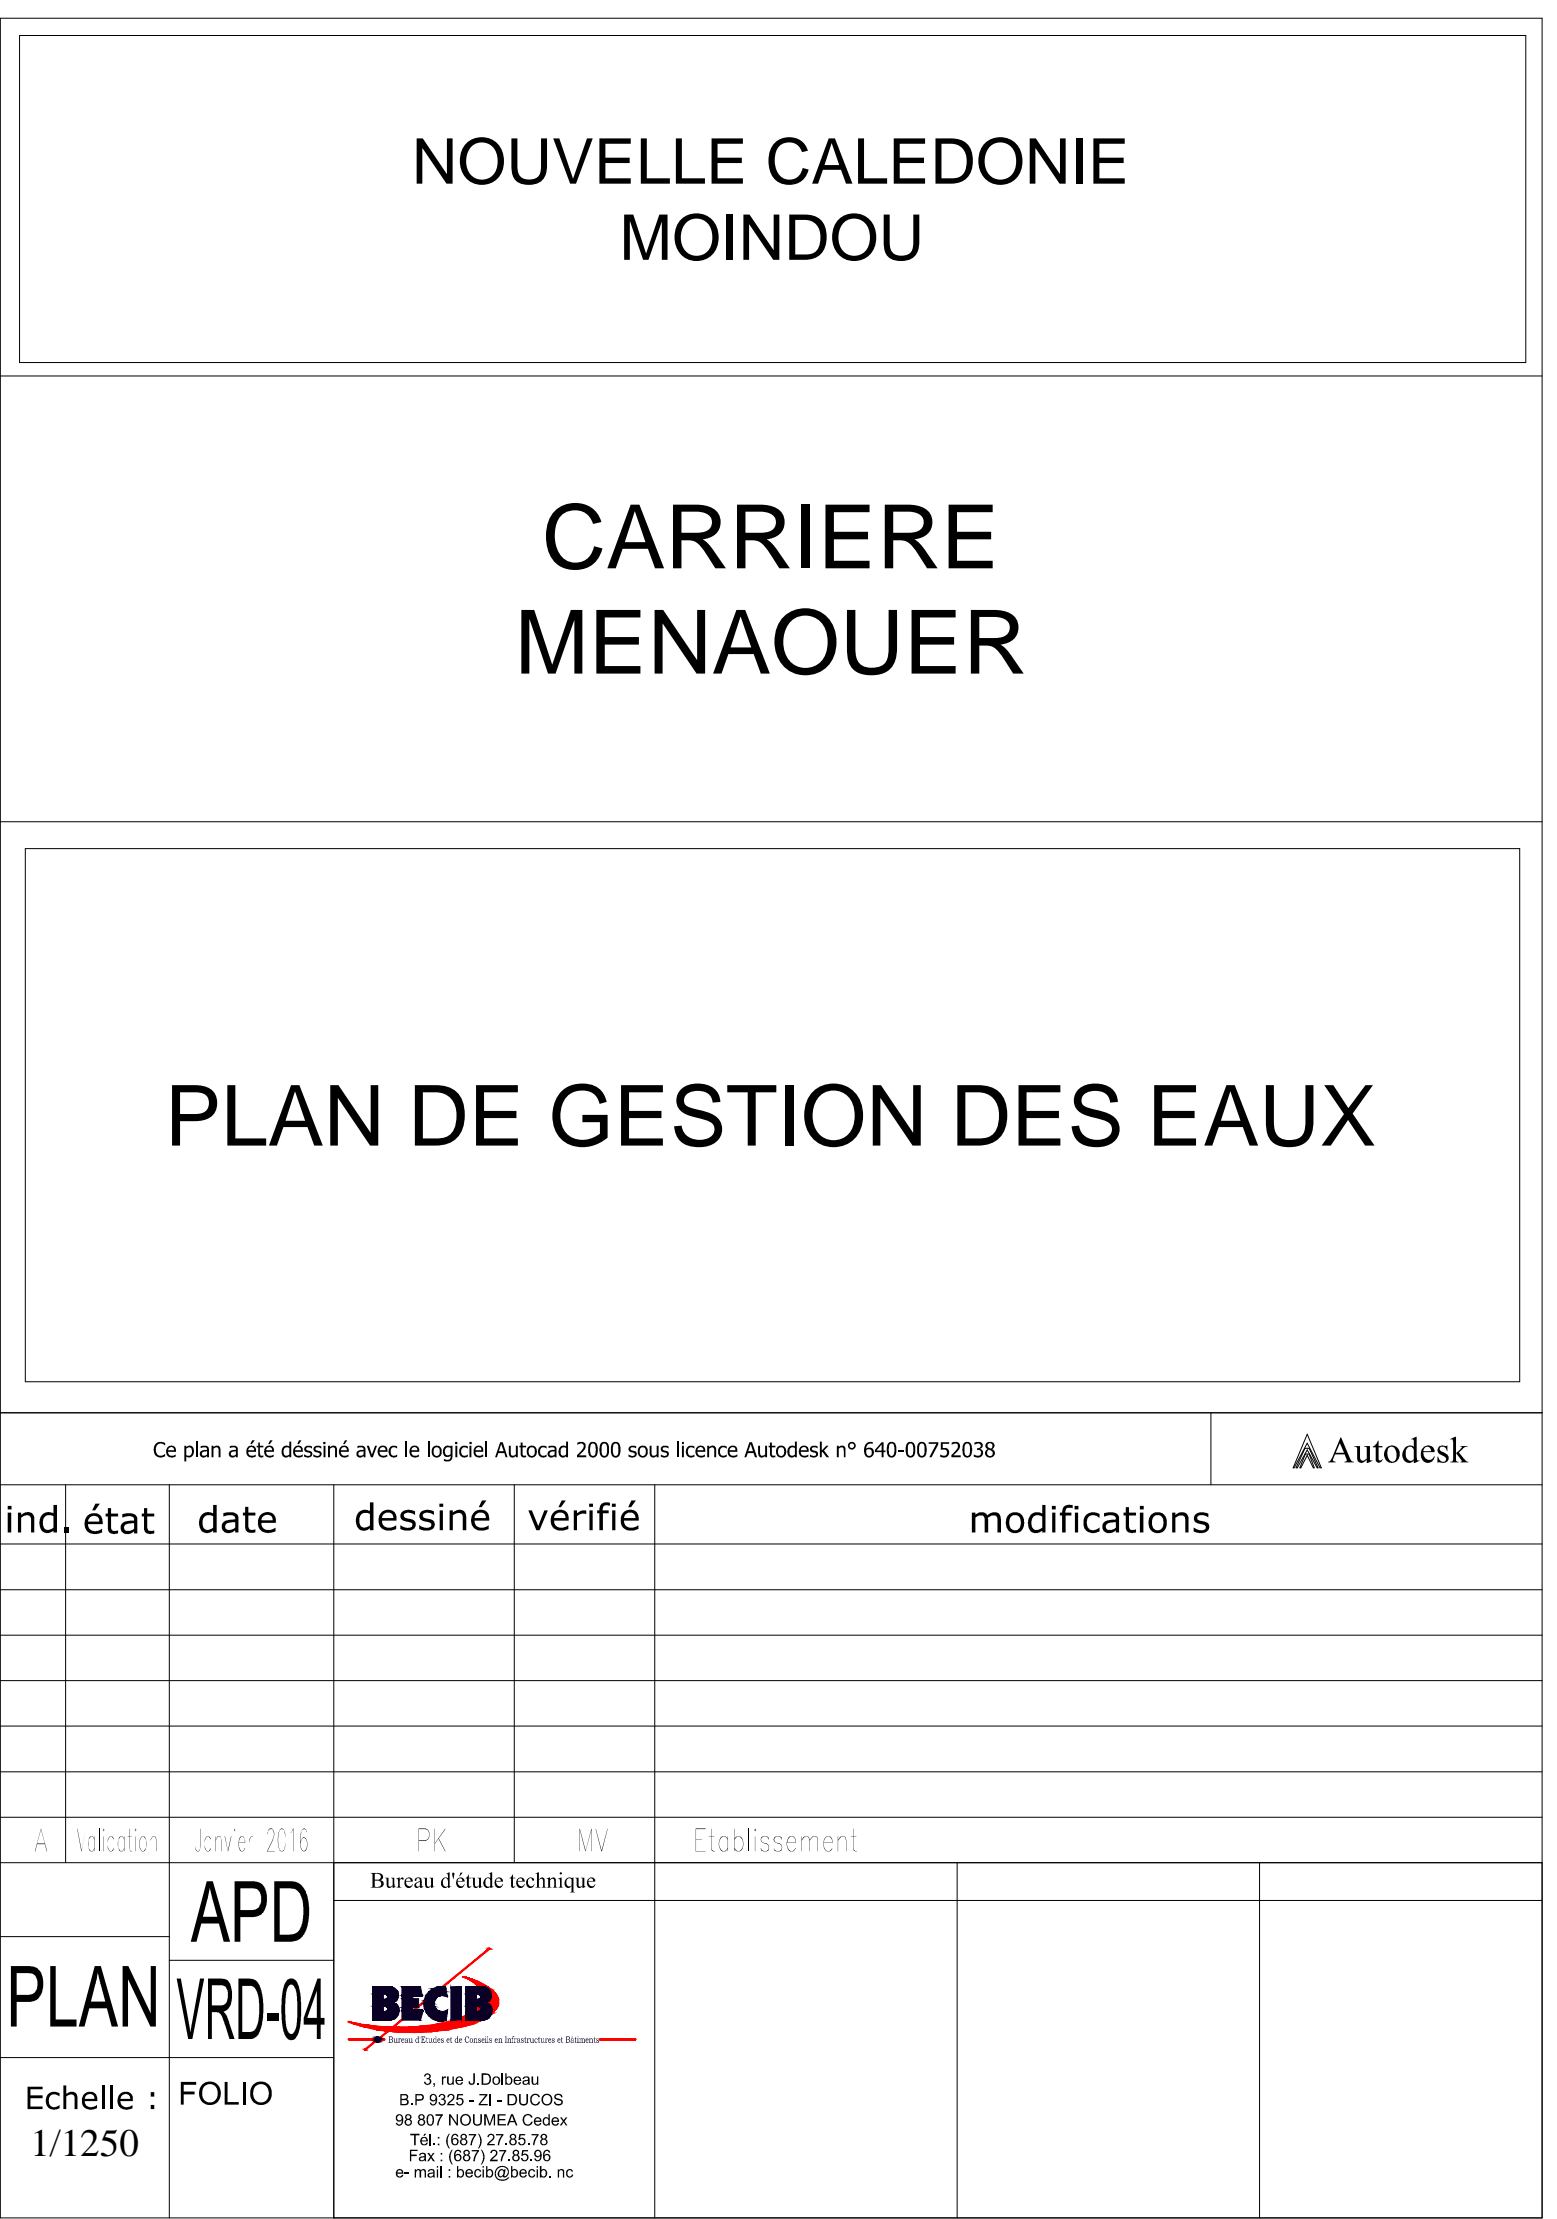 NOUVELLE CALEDONIE
MOINDOU
CARRIERE
MENAOUER
PLAN DE GESTION DES EAUX
Ce plan a été déssiné avec le logiciel Autocad 2000 sous licence Autodesk n° 640-00752038
Autodesk
ind. état date dessiné vérifié modifications
A Validation Janvier 2016 PK MV Etablissement
APD
PLAN
VRD-04
Echelle :
1/1250
FOLIO
Bureau d'étude technique
BECIB
Bureau d'Etudes et de Conseils en Infrastructures et Bâtiments
3, rue J.Dolbeau
B.P 9325 - ZI - DUCOS
98 807 NOUMEA Cedex
Tél.: (687) 27.85.78
Fax : (687) 27.85.96
e- mail : becib@becib. nc